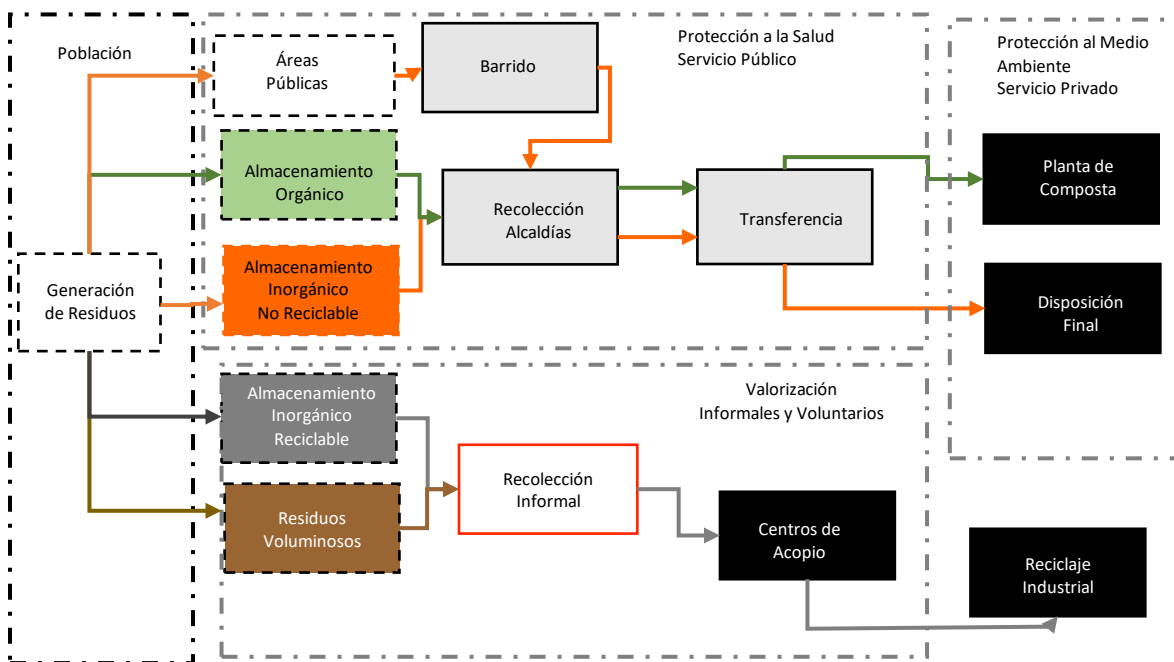 Población
Áreas
Públicas
Barrido
Protección a la Salud
Servicio Público
Protección al Medio
Ambiente
Servicio Privado
Almacenamiento
Orgánico
Recolección
Alcaldías
Transferencia
Planta de
Composta
Generación
de Residuos
Almacenamiento
Inorgánico
No Reciclable
Disposición
Final
Almacenamiento
Inorgánico
Reciclable
Valorización
Informales y Voluntarios
Recolección
Informal
Residuos
Voluminosos
Centros de
Acopio
Reciclaje
Industrial